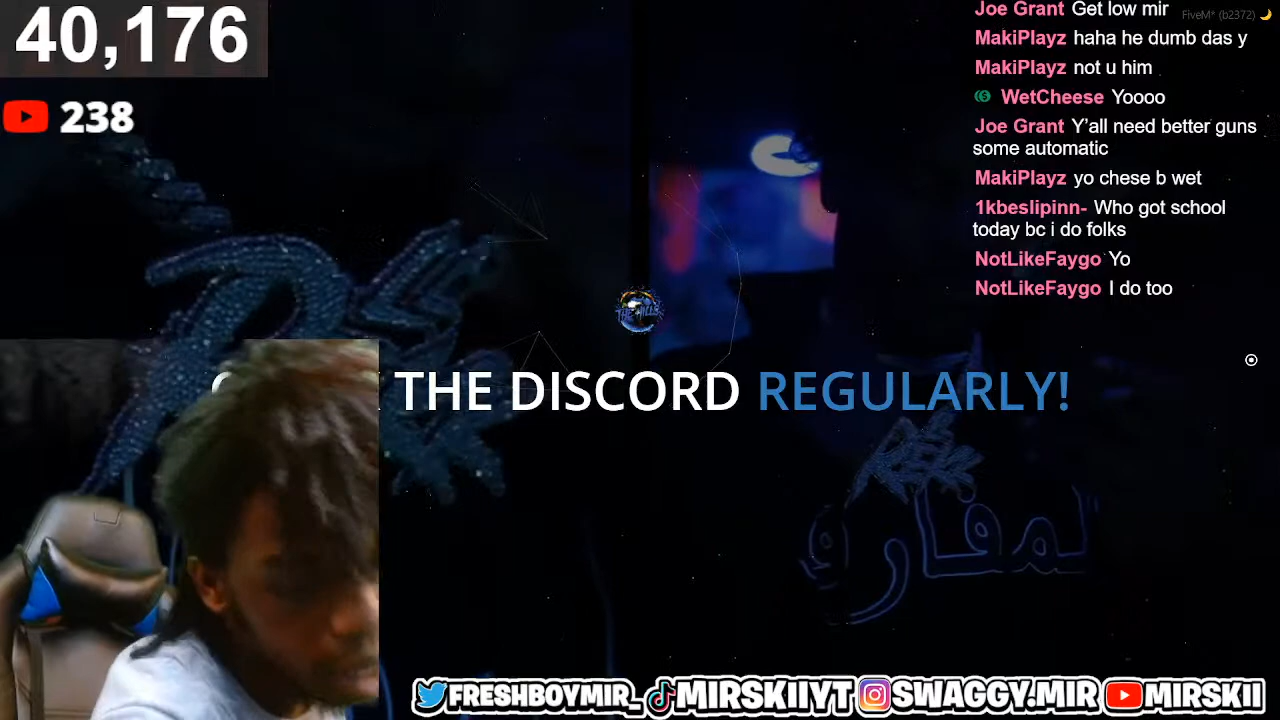 40,176
238
Joe Grant Get low mir
FiveM* (b2372)
MakiPlayz haha he dumb das y
MakiPlayz not u him
WetCheese Yoooo
Joe Grant Y'all need better guns
some automatic
MakiPlayz yo chese b wet
1kbeslipinn- Who got school
today bc i do folks
NotLikeFaygo Yo
NotLikeFaygo I do too
THE HILLS
THE DISCORD REGULARLY!
FRESHBOYMIR_ MIRSKIIYT SWAGGY.MIR MIRSKII